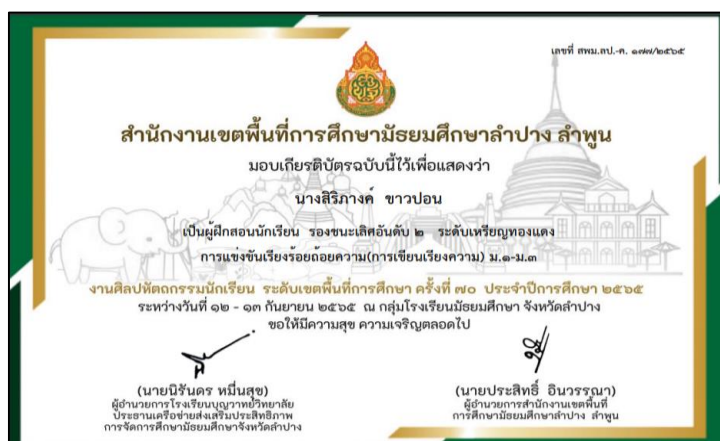 เลขที่ สพม.ลป.-ค. ๑๗๗/๒๕๖๕
สำนักงานเขตพื้นที่การศึกษามัธยมศึกษาลำปาง ลำพูน
มอบเกียรติบัตรฉบับนี้ไว้เพื่อแสดงว่า
นางสิริภางค์ ขาวปอน
เป็นผู้ฝึกสอนนักเรียน รองชนะเลิศอันดับ ๒ ระดับเหรียญทองแดง
การแข่งขันเรียงร้อยถ้อยความ(การเขียนเรียงความ) ม.๑-ม.๓
งานศิลปหัตถกรรมนักเรียน ระดับเขตพื้นที่การศึกษา ครั้งที่ ๗๐ ประจำปีการศึกษา ๒๕๖๕
ระหว่างวันที่ ๑๒ - ๑๓ กันยายน ๒๕๖๕ ณ กลุ่มโรงเรียนมัธยมศึกษา จังหวัดลำปาง
ขอให้มีความสุข ความเจริญตลอดไป
(นายนิรันดร หมื่นสุข)
ผู้อำนวยการโรงเรียนบุญวาทย์วิทยาลัย
ประธานเครือข่ายส่งเสริมประสิทธิภาพ
การจัดการศึกษามัธยมศึกษาจังหวัดลำปาง
(นายประสิทธิ์ อินวรรณา)
ผู้อำนวยการสำนักงานเขตพื้นที่
การศึกษามัธยมศึกษาลำปาง ลำพูน